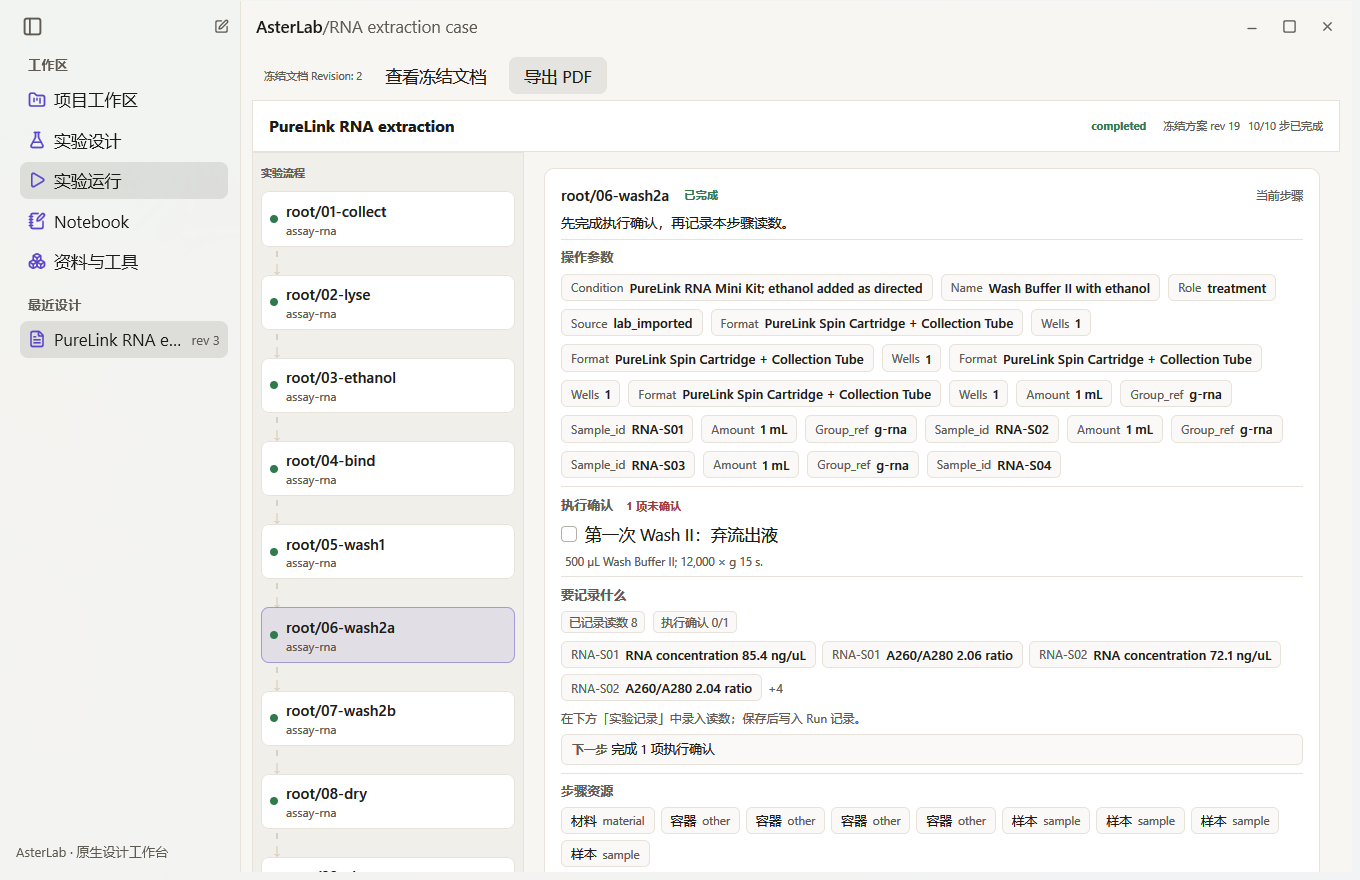 AsterLab/RNA extraction case
工作区
项目工作区
实验设计
实验运行
Notebook
资料与工具
最近设计
PureLink RNA e... rev 3
AsterLab · 原生设计工作台
冻结文档 Revision: 2 查看冻结文档 导出 PDF
PureLink RNA extraction completed 冻结方案 rev 19 10/10 步已完成
实验流程
root/01-collect
assay-rna
root/02-lyse
assay-rna
root/03-ethanol
assay-rna
root/04-bind
assay-rna
root/05-wash1
assay-rna
root/06-wash2a
assay-rna
root/07-wash2b
assay-rna
root/08-dry
assay-rna
root/06-wash2a 已完成 当前步骤
先完成执行确认，再记录本步骤读数。
操作参数
Condition PureLink RNA Mini Kit; ethanol added as directed Name Wash Buffer II with ethanol Role treatment
Source lab_imported Format PureLink Spin Cartridge + Collection Tube Wells 1
Format PureLink Spin Cartridge + Collection Tube Wells 1 Format PureLink Spin Cartridge + Collection Tube
Wells 1 Format PureLink Spin Cartridge + Collection Tube Wells 1 Amount 1 mL Group_ref g-rna
Sample_id RNA-S01 Amount 1 mL Group_ref g-rna Sample_id RNA-S02 Amount 1 mL Group_ref g-rna
Sample_id RNA-S03 Amount 1 mL Group_ref g-rna Sample_id RNA-S04
执行确认 1 项未确认
第一次 Wash II：弃流出液
500 µL Wash Buffer II; 12,000 × g 15 s.
要记录什么
已记录读数 8 执行确认 0/1
RNA-S01 RNA concentration 85.4 ng/uL RNA-S01 A260/A280 2.06 ratio RNA-S02 RNA concentration 72.1 ng/uL
RNA-S02 A260/A280 2.04 ratio +4
在下方「实验记录」中录入读数；保存后写入 Run 记录。
下一步 完成 1 项执行确认
步骤资源
材料 material 容器 other 容器 other 容器 other 容器 other 样本 sample 样本 sample 样本 sample
样本 sample